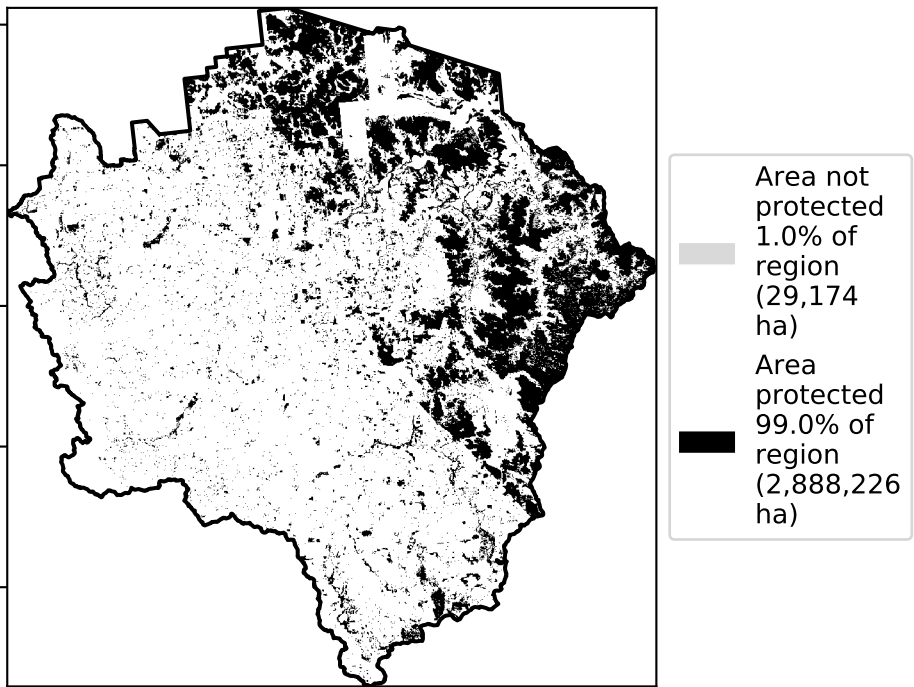 Area not
protected
1.0% of
region
(29,174
ha)
Area
protected
99.0% of
region
(2,888,226
ha)